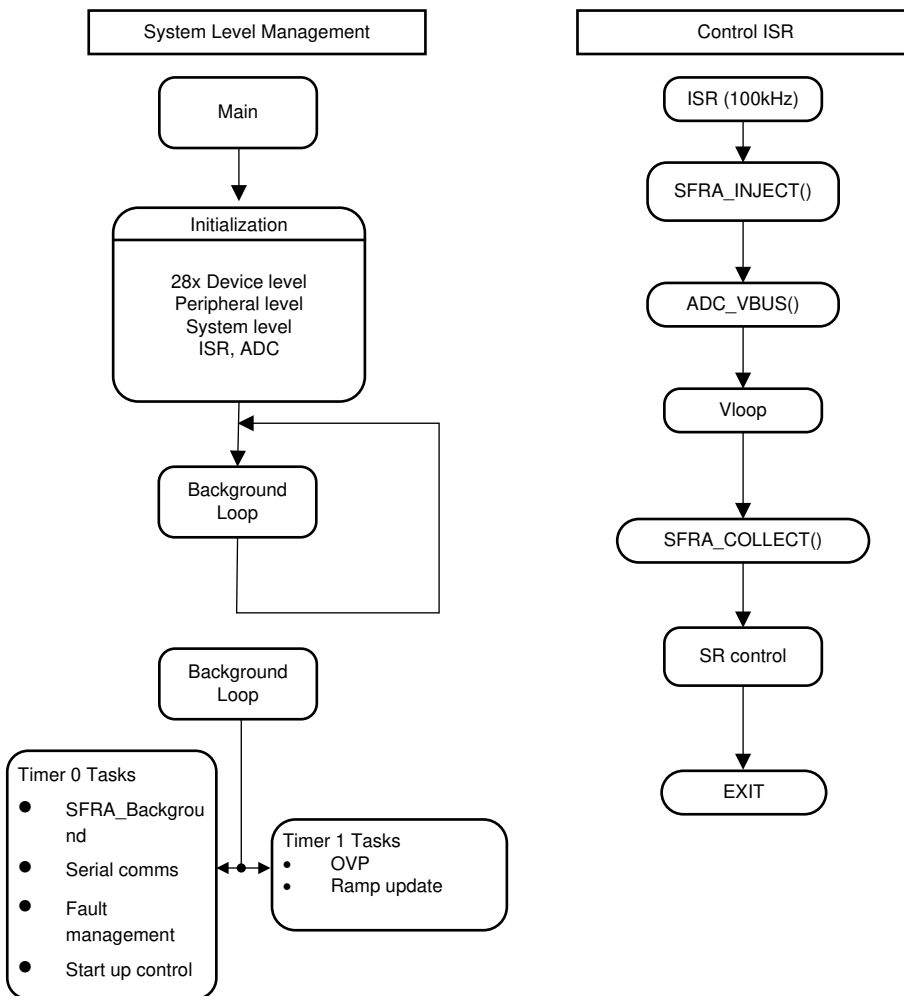 System Level Management
Main
Initialization
28x Device level
Peripheral level
System level
ISR, ADC
Background
Loop
Background
Loop
Timer 0 Tasks
● SFRA_Backgrou
nd
● Serial comms
● Fault
management
● Start up control
Timer 1 Tasks
• OVP
• Ramp update
Control ISR
ISR (100kHz)
SFRA_INJECT()
ADC_VBUS()
Vloop
SFRA_COLLECT()
SR control
EXIT